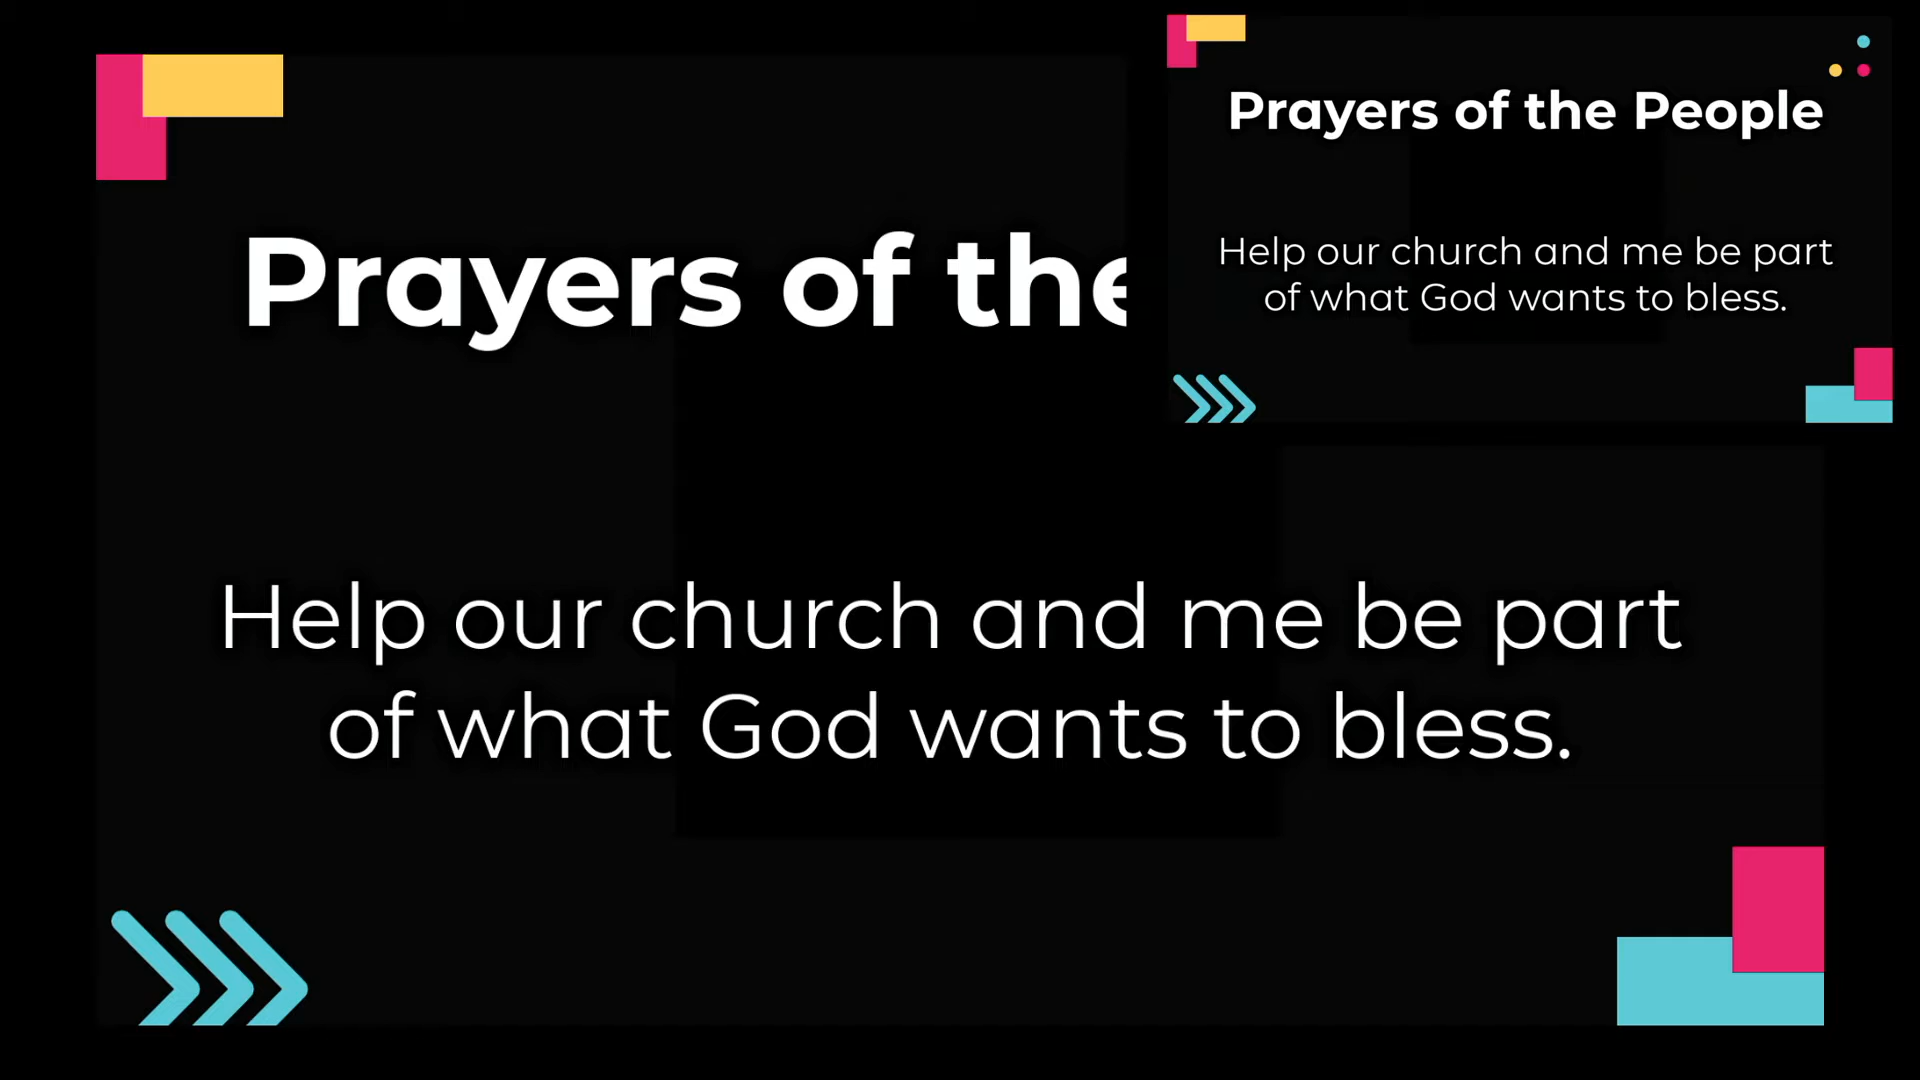 Prayers of the
Help our church and me be part
of what God wants to bless.
Prayers of the People
Help our church and me be part
of what God wants to bless.